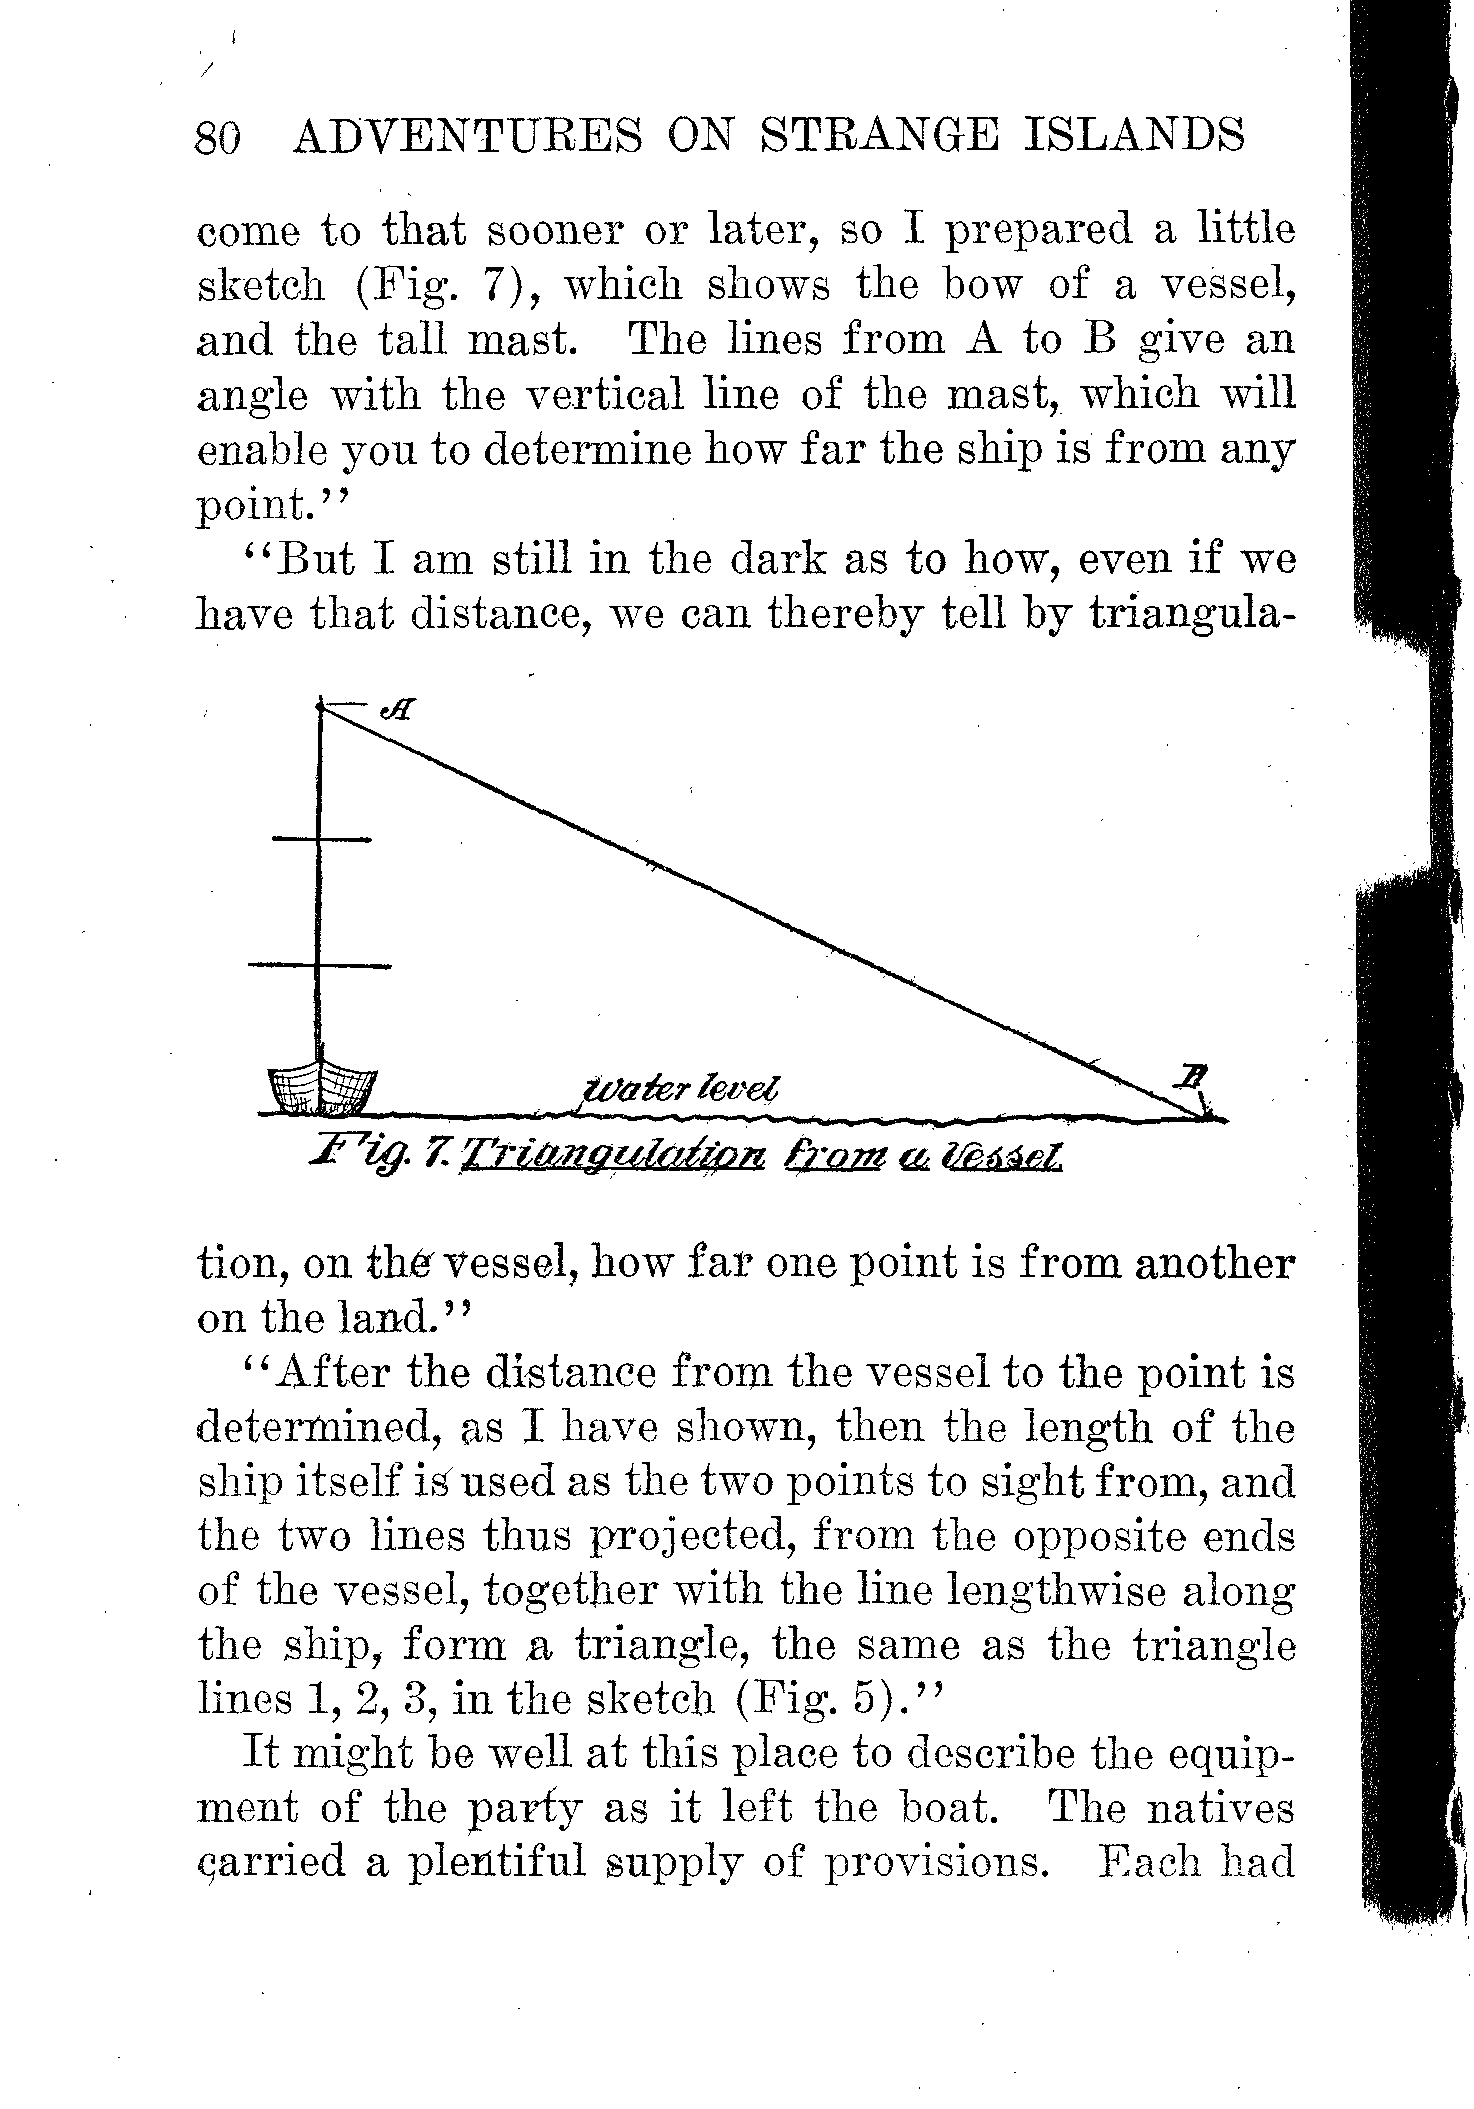 80 ADVENTURES ON STRANGE ISLANDS
come to that sooner or later, so I prepared a little
sketch (Fig. 7), which shows the bow of a vessel,
and the tall mast. The lines from A to B give an
angle with the vertical line of the mast, which will
enable you to determine how far the ship is from any
point.''
‘‘But I am still in the dark as to how, even if we
have that distance, we can thereby tell by triangula-
A
B
Water level
Fig. 7. Triangulation from a Vessel.
tion, on the vessel, how far one point is from another
on the land.''
‘‘After the distance from the vessel to the point is
determined, as I have shown, then the length of the
ship itself is used as the two points to sight from, and
the two lines thus projected, from the opposite ends
of the vessel, together with the line lengthwise along
the ship, form a triangle, the same as the triangle
lines 1, 2, 3, in the sketch (Fig. 5).''
It might be well at this place to describe the equip-
ment of the party as it left the boat. The natives
carried a plentiful supply of provisions. Each had